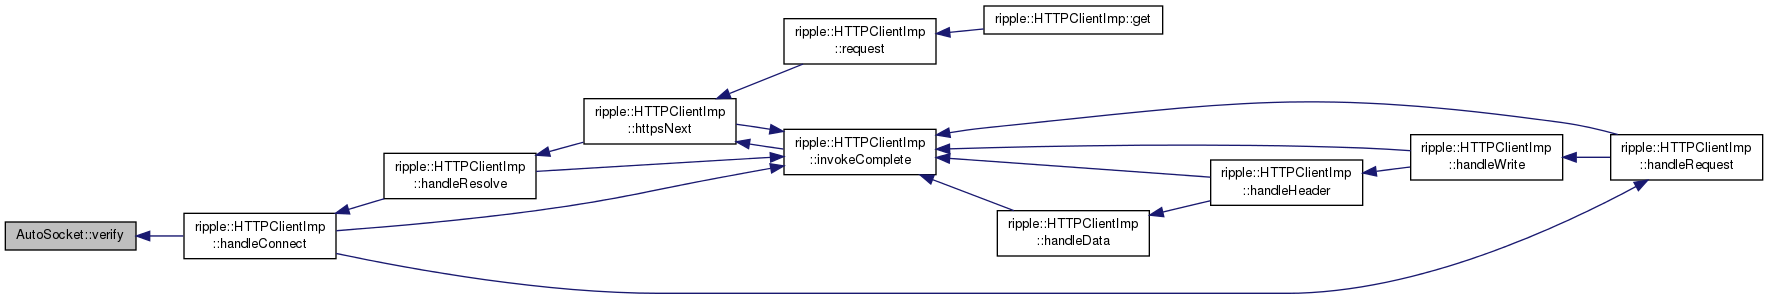 ripple::HTTPClientImp::get
ripple::HTTPClientImp
::request
ripple::HTTPClientImp
::httpsNext
ripple::HTTPClientImp
::invokeComplete
ripple::HTTPClientImp
::handleWrite
ripple::HTTPClientImp
::handleRequest
ripple::HTTPClientImp
::handleResolve
ripple::HTTPClientImp
::handleHeader
ripple::HTTPClientImp
::handleData
AutoSocket::verify
ripple::HTTPClientImp
::handleConnect